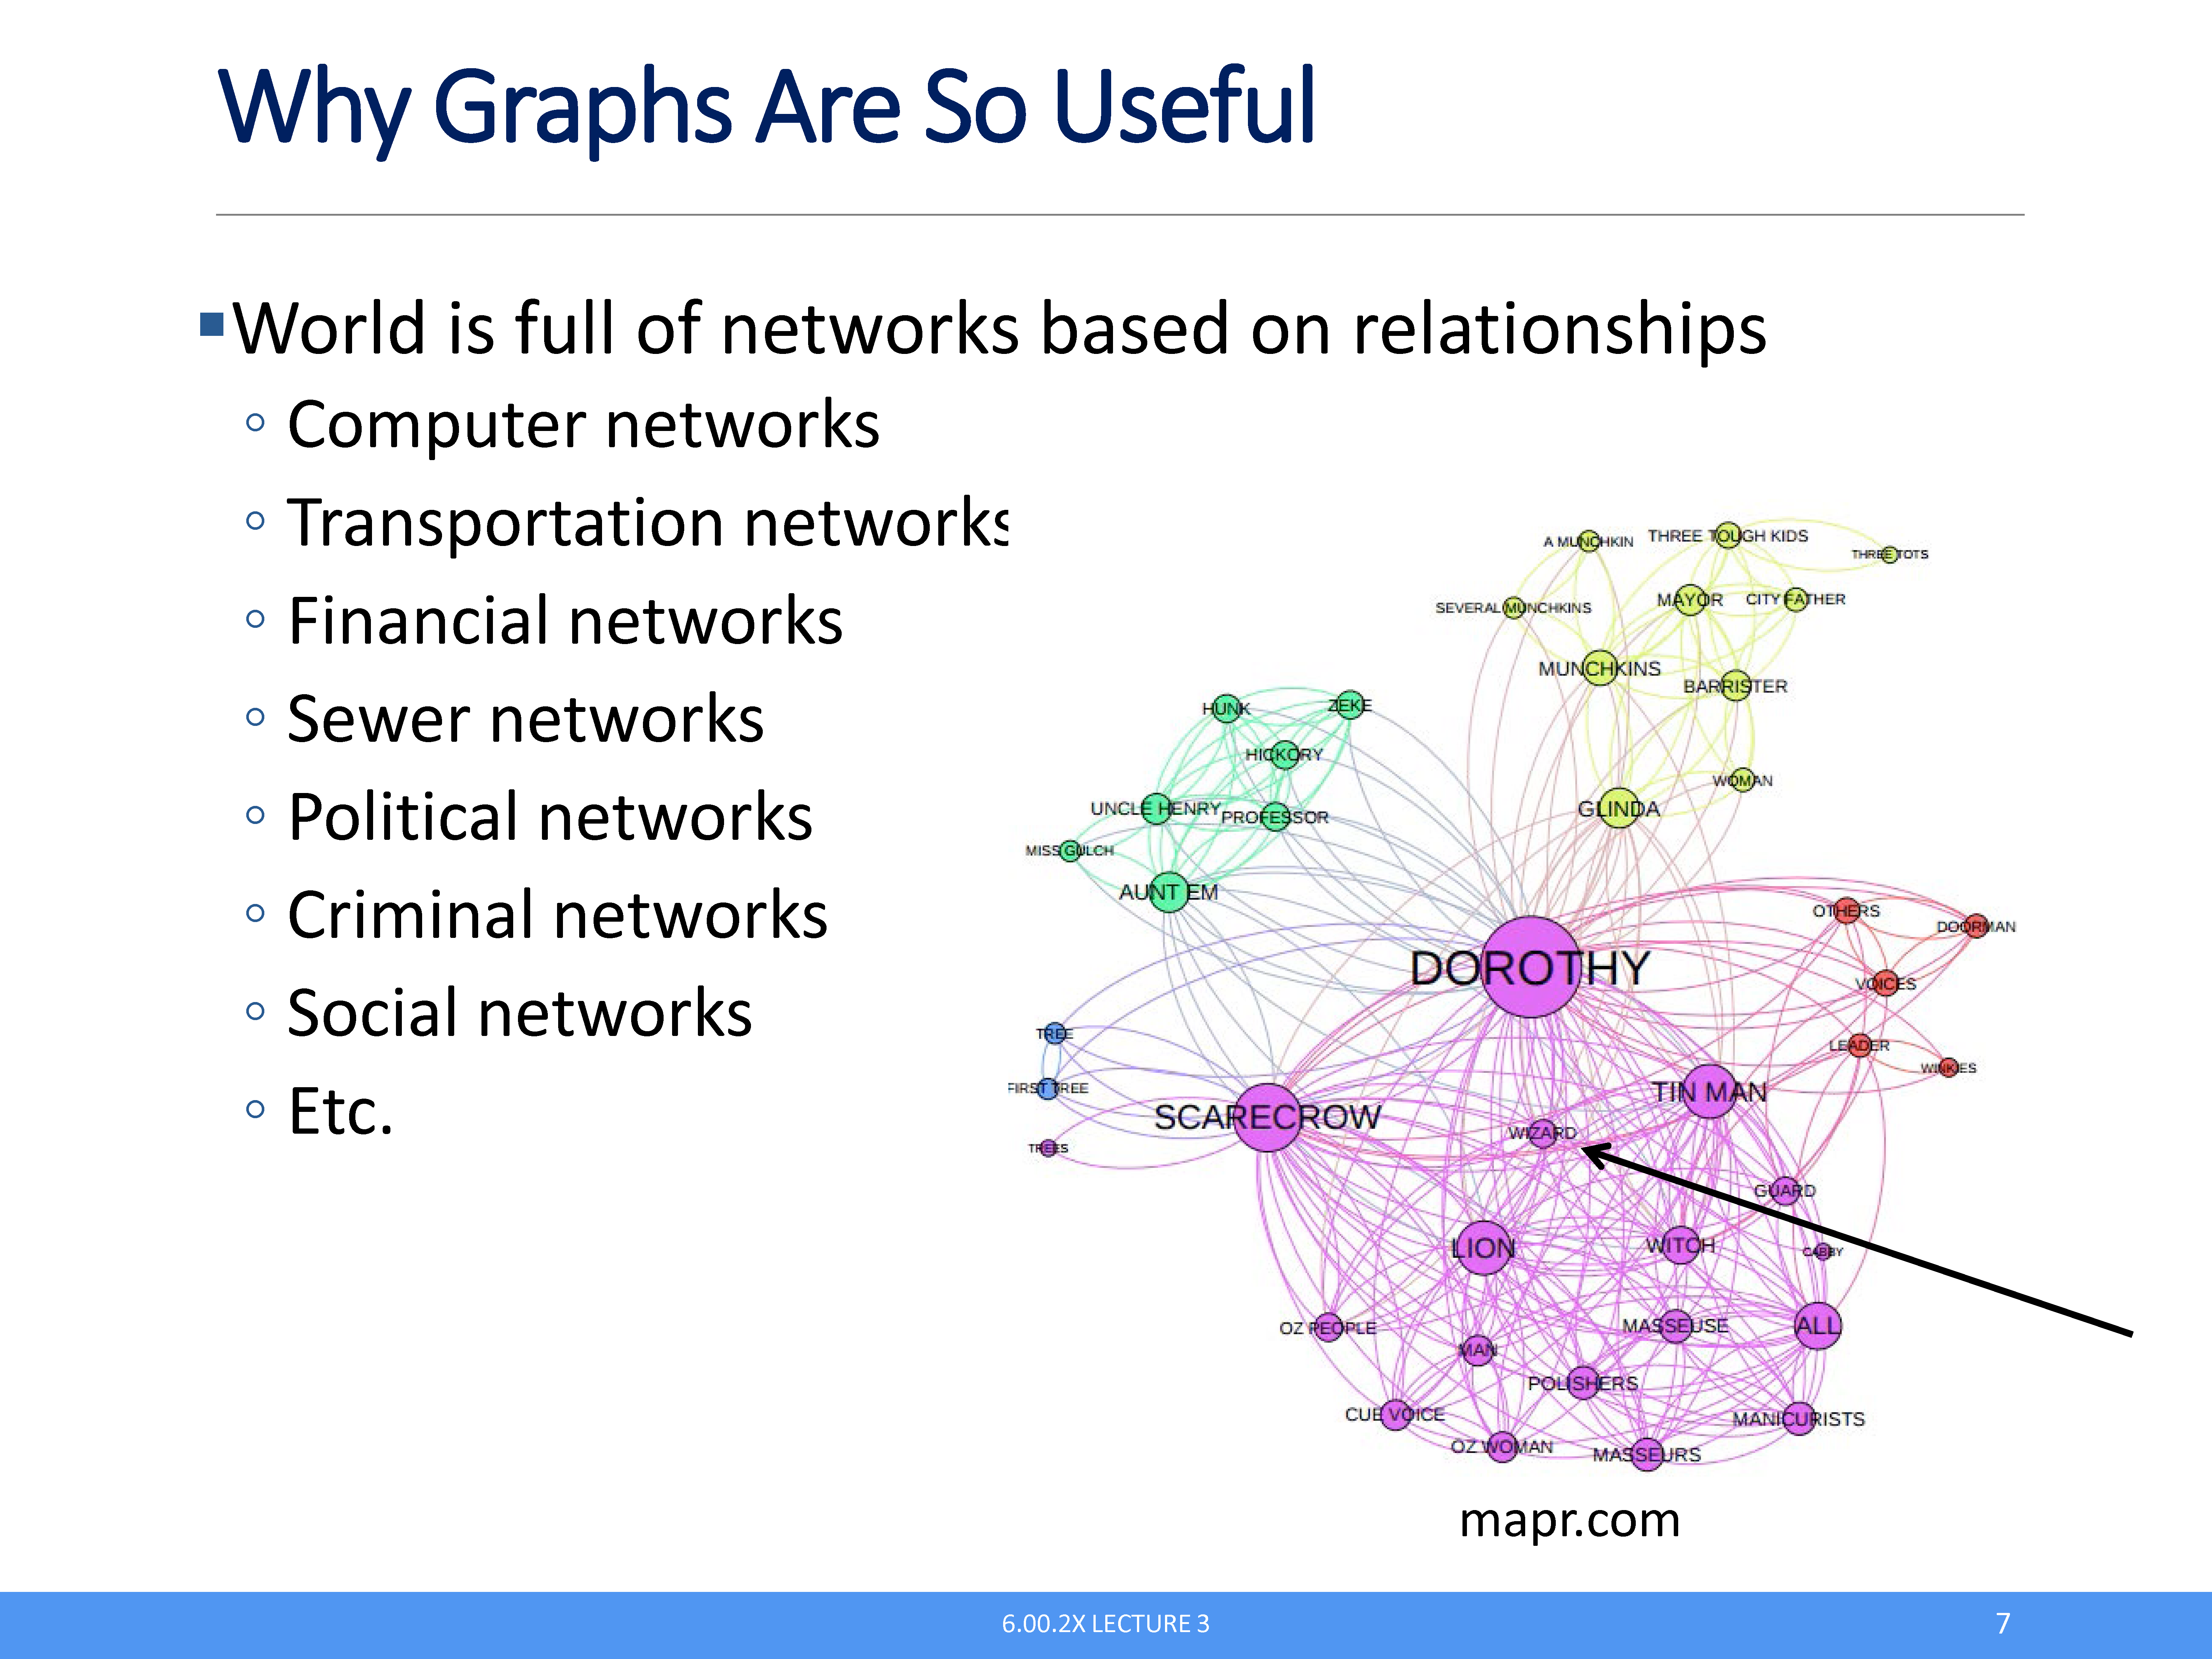 Why Graphs Are So Useful
World is full of networks based on relationships
Computer networks
Transportation networks
Financial networks
Sewer networks
Political networks
Criminal networks
Social networks
Etc.
A MUNCHKIN
THREE TOUGH KIDS
THREE TOTS
SEVERAL MUNCHKINS
MAYOR
CITY FATHER
MUNCHKINS
BARRISTER
HUNK
ZEKE
HICKORY
WOMAN
UNCLE HENRY
PROFESSOR
GLINDA
MISS GULCH
AUNT EM
OTHERS
DOORMAN
DOROTHY
VOICES
TREE
LEADER
WINKIES
FIRST TREE
SCARECROW
TIN MAN
WIZARD
TREES
GUARD
LION
WITCH
CABBY
OZ PEOPLE
MASSEUSE
ALL
MAN
POLISHERS
CUE VOICE
MANICURISTS
OZ WOMAN
MASSEURS
mapr.com
6.00.2X LECTURE 3
7